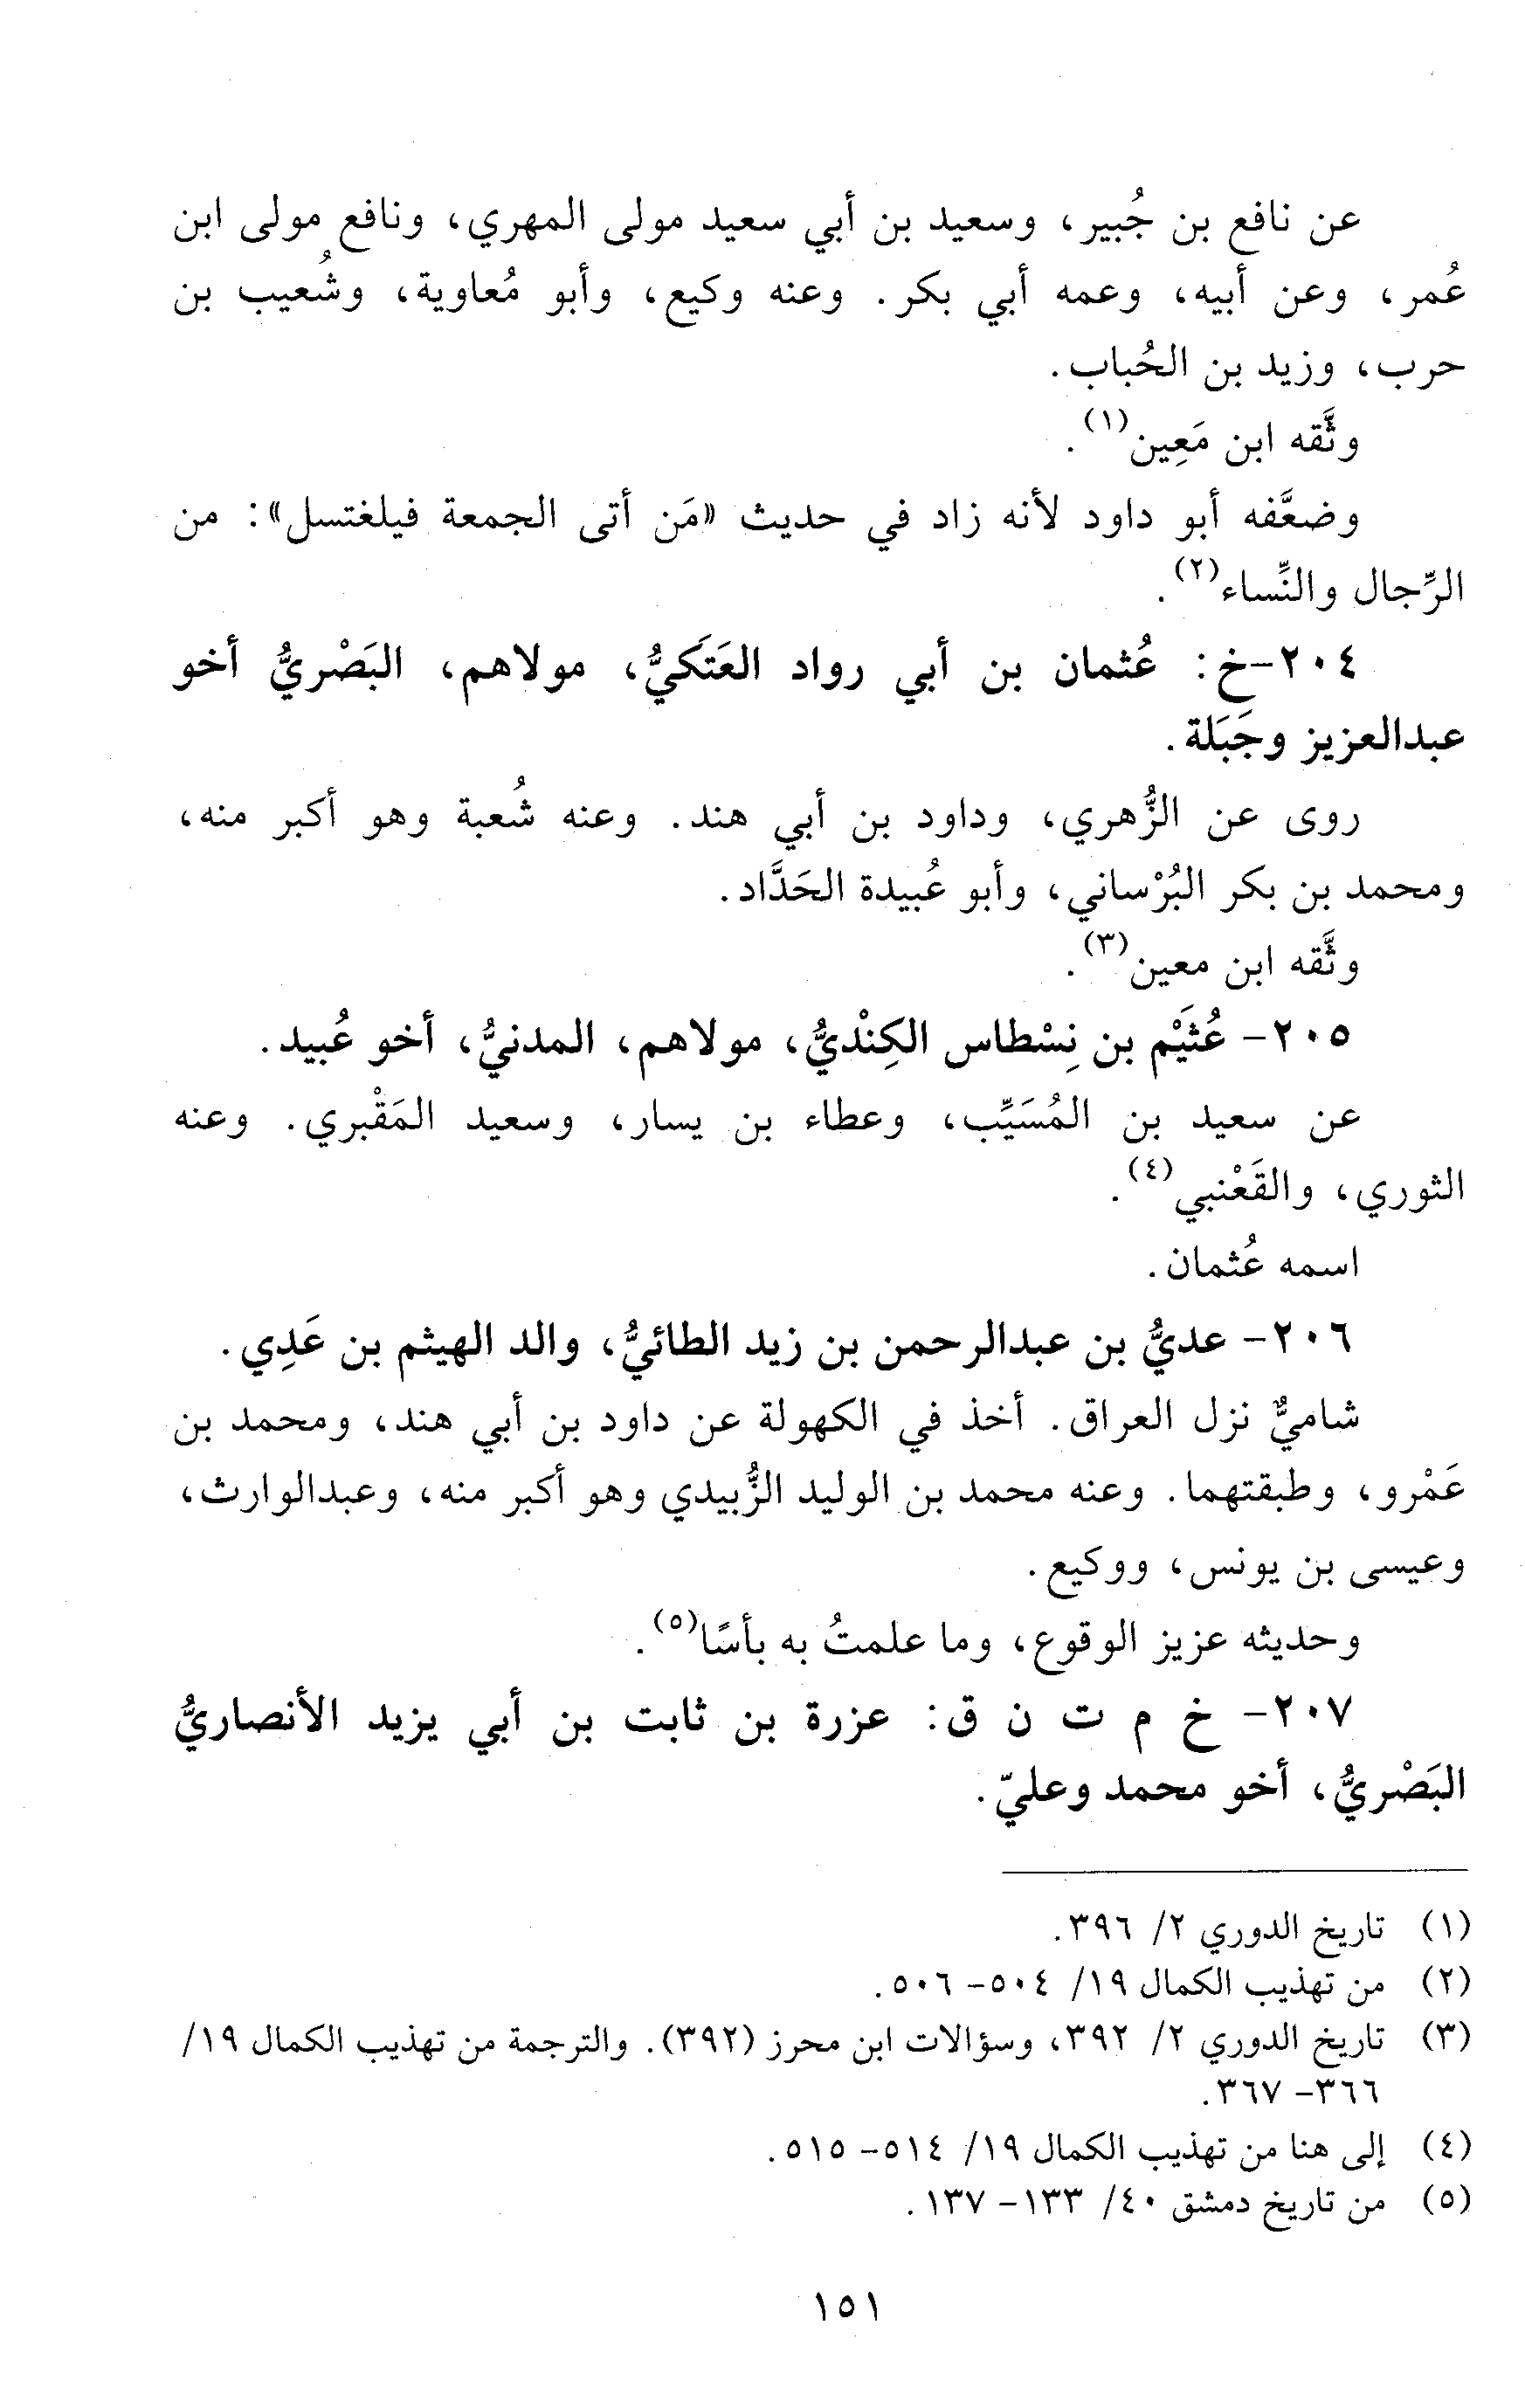 عن نافع بن جُبير، وسعيد بن أبي سعيد مولى المهري، ونافع مولى ابن
عُمر، وعن أبيه، وعمه أبي بكر. وعنه وكيع، وأبو مُعاوية، وشُعيب بن
حرب، وزيد بن الحُباب.
وثَّقه ابن مَعِين(١).
وضعَّفه أبو داود لأنه زاد في حديث «مَن أتى الجمعة فيلغتسل»: من
الرِّجال والنِّساء(٢).
٢٠٤-خ: عُثمان بن أبي رواد العَتَكيُّ، مولاهم، البَصْريُّ أخو
عبدالعزيز وجَبَلة.
روى عن الزُّهري، وداود بن أبي هند. وعنه شُعبة وهو أكبر منه،
ومحمد بن بكر البُرْساني، وأبو عُبيدة الحَدَّاد.
وثَّقه ابن معين(٣).
٢٠٥- عُثَيْم بن نِسْطاس الكِنْديُّ، مولاهم، المدنيُّ، أخو عُبيد.
عن سعيد بن المُسَيِّب، وعطاء بن يسار، وسعيد المَقْبري. وعنه
الثوري، والقَعْنبي(٤).
اسمه عُثمان.
٢٠٦- عديُّ بن عبدالرحمن بن زيد الطائيُّ، والد الهيثم بن عَدِي.
شاميٌّ نزل العراق. أخذ في الكهولة عن داود بن أبي هند، ومحمد بن
عَمْرو، وطبقتهما. وعنه محمد بن الوليد الزُّبيدي وهو أكبر منه، وعبدالوارث،
وعيسى بن يونس، ووكيع.
وحديثه عزيز الوقوع، وما علمتُ به بأسًا(٥).
٢٠٧- خ م ت ن ق: عزرة بن ثابت بن أبي يزيد الأنصاريُّ
البَصْريُّ، أخو محمد وعليّ.
(١) تاريخ الدوري ٢/ ٣٩٦.
(٢) من تهذيب الكمال ١٩/ ٥٠٤- ٥٠٦.
(٣) تاريخ الدوري ٢/ ٣٩٢، وسؤالات ابن محرز (٣٩٢). والترجمة من تهذيب الكمال ١٩/
٣٦٦- ٣٦٧.
(٤) إلى هنا من تهذيب الكمال ١٩/ ٥١٤- ٥١٥.
(٥) من تاريخ دمشق ٤٠/ ١٣٣- ١٣٧.
١٥١